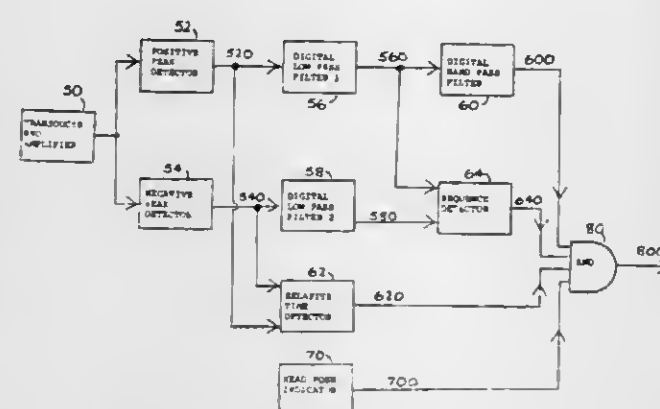 52
POSITIVE
PEAK
DETECTOR
520
DIGITAL
LOW PASS
FILTER 1
56
560
DIGITAL
BAND PASS
FILTER
60
600
50
TRANSDUCER
AND
AMPLIFIER
54
NEGATIVE
PEAK
DETECTOR
540
58
DIGITAL
LOW PASS
FILTER 2
580
64
SEQUENCE
DETECTOR
640
80
AND
800
62
RELATIVE
TIME
DETECTOR
620
70
HEAD
INDICATOR
700